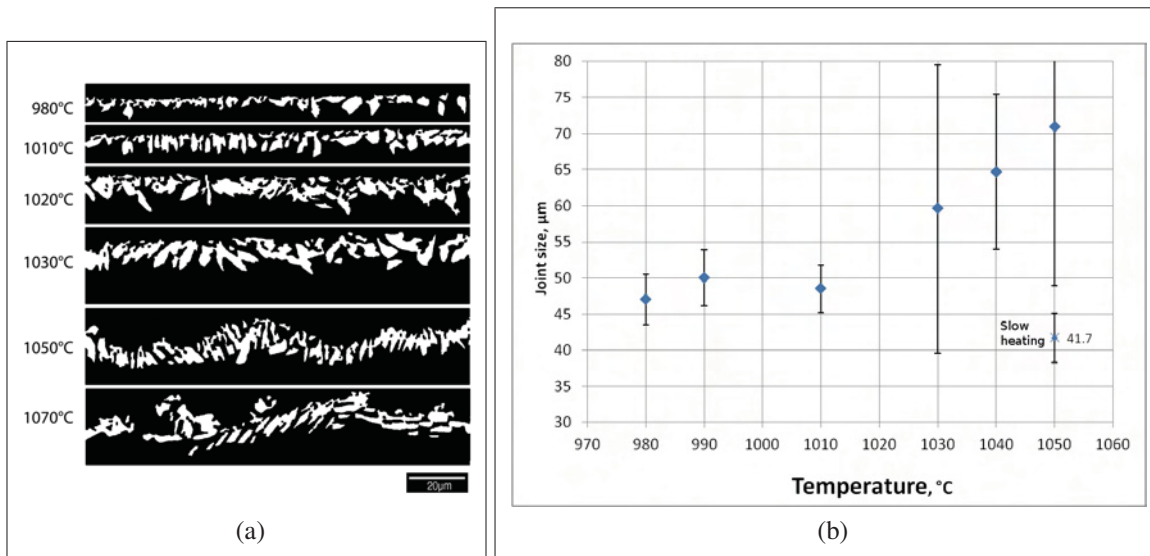 980°C
1010°C
1020°C
1030°C
1050°C
1070°C
20µm
(a)
80
75
70
65
60
55
50
45
40
35
30
Joint size, µm
Slow
heating
41.7
970 980 990 1000 1010 1020 1030 1040 1050 1060
Temperature, °C
(b)